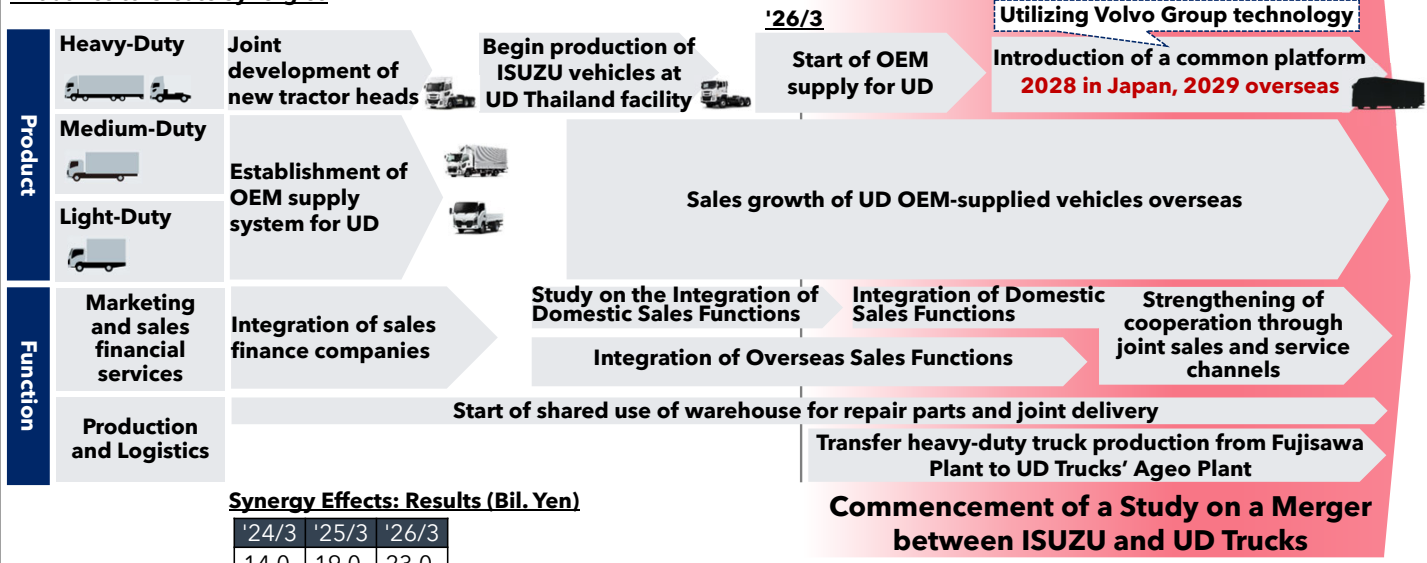 '26/3
Utilizing Volvo Group technology
Product
Heavy-Duty
Joint
development of
new tractor heads
Begin production of
ISUZU vehicles at
UD Thailand facility
Start of OEM
supply for UD
Introduction of a common platform
2028 in Japan, 2029 overseas
Medium-Duty
Light-Duty
Establishment of
OEM supply
system for UD
Sales growth of UD OEM-supplied vehicles overseas
Function
Marketing
and sales
financial
services
Integration of sales
finance companies
Study on the Integration of
Domestic Sales Functions
Integration of Domestic
Sales Functions
Integration of Overseas Sales Functions
Strengthening of
cooperation through
joint sales and service
channels
Production
and Logistics
Start of shared use of warehouse for repair parts and joint delivery
Transfer heavy-duty truck production from Fujisawa
Plant to UD Trucks' Ageo Plant
Synergy Effects: Results (Bil. Yen)
'24/3 '25/3 '26/3
14.0 19.0 23.0
Commencement of a Study on a Merger
between ISUZU and UD Trucks